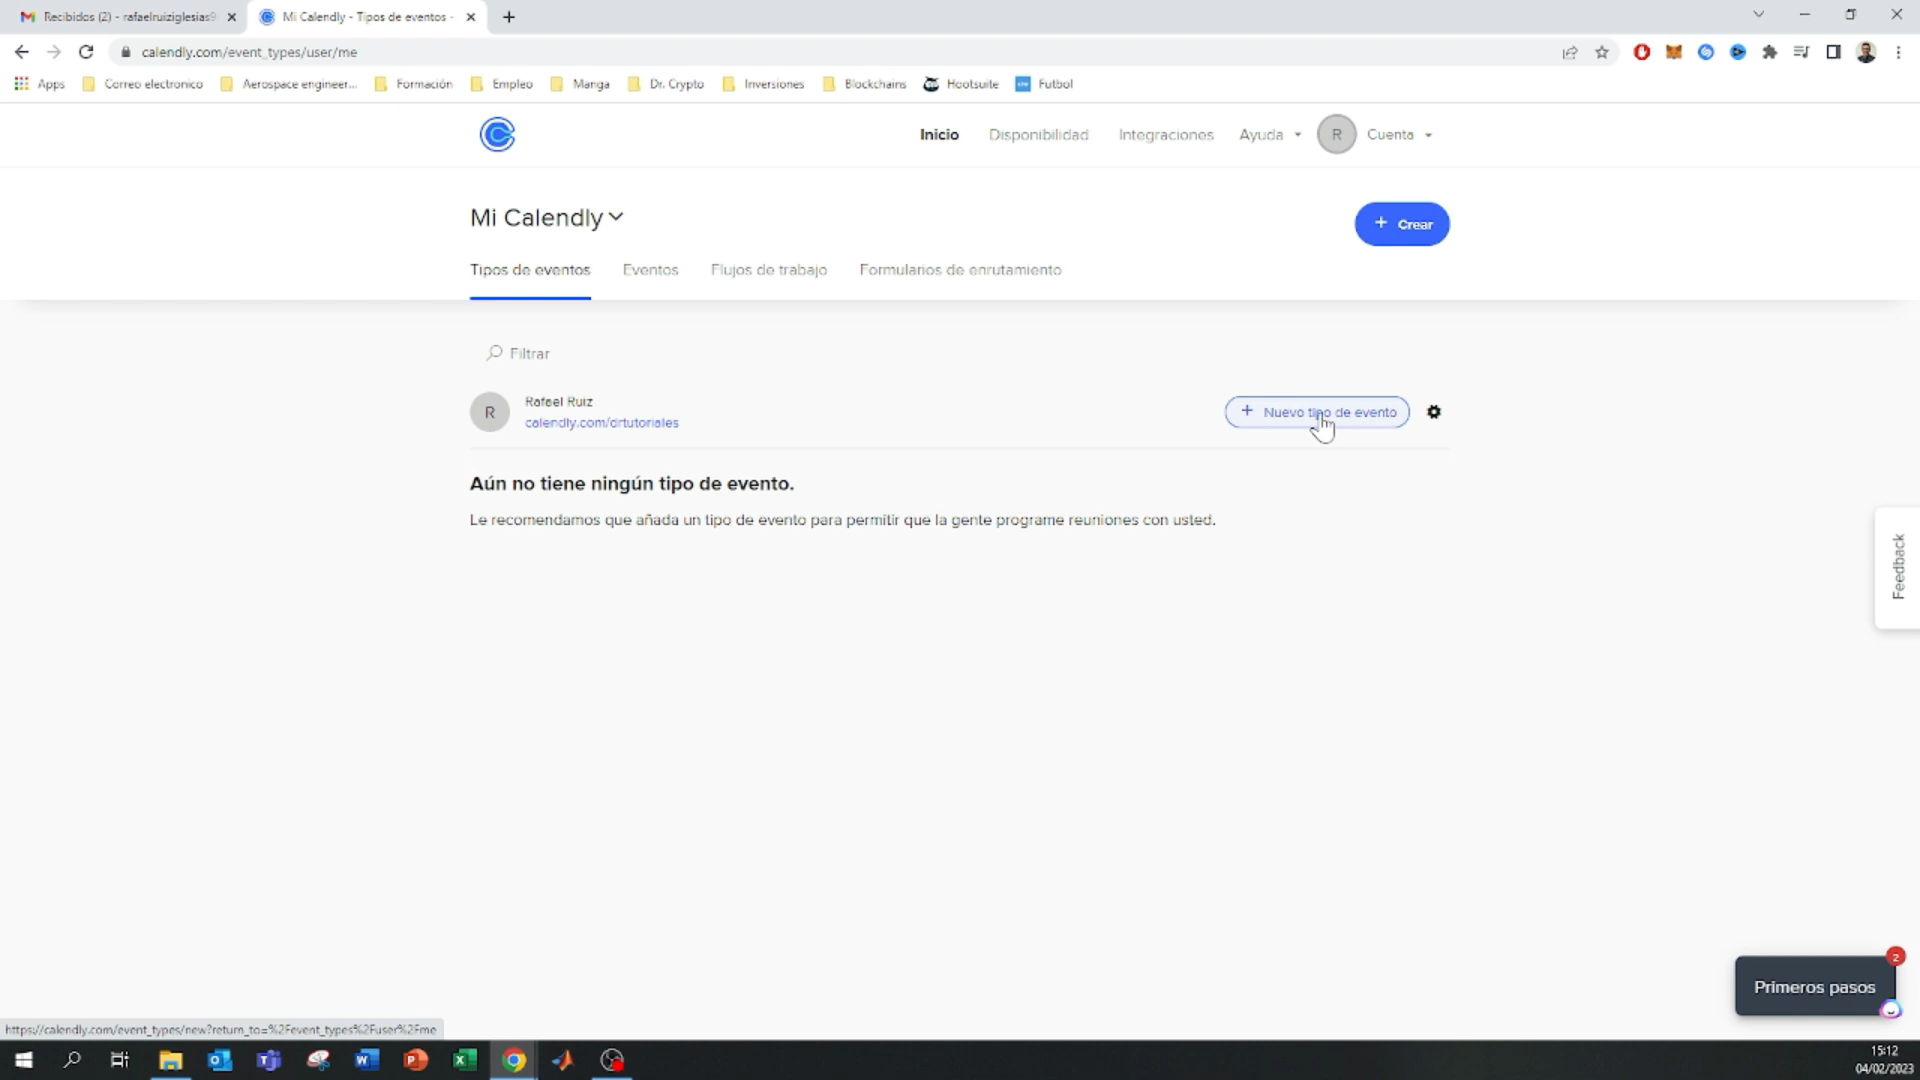 Recibidos (2) - rafaelruiziglesias9
Mi Calendly - Tipos de eventos -
calendly.com/event_types/user/me
Apps
Correo electronico
Aerospace engineer...
Formación
Empleo
Manga
Dr. Crypto
Inversiones
Blockchains
Hootsuite
Futbol
Inicio
Disponibilidad
Integraciones
Ayuda
R
Cuenta
Mi Calendly
+ Crear
Tipos de eventos
Eventos
Flujos de trabajo
Formularios de enrutamiento
Filtrar
R
Rafael Ruiz
calendly.com/drtutoriales
+ Nuevo tipo de evento
Aún no tiene ningún tipo de evento.
Le recomendamos que añada un tipo de evento para permitir que la gente programe reuniones con usted.
Feedback
2
Primeros pasos
https://calendly.com/event_types/new?return_to=%2Fevent_types%2Fuser%2Fme
15:12
04/02/2023